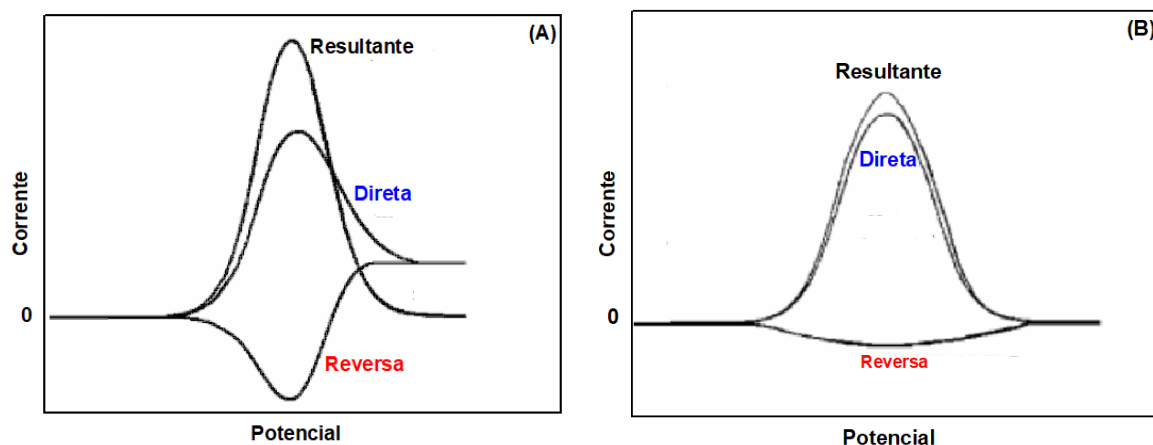 (A)
Resultante
Direta
Reversa
0
Corrente
Potencial
(B)
Resultante
Direta
Reversa
0
Corrente
Potencial